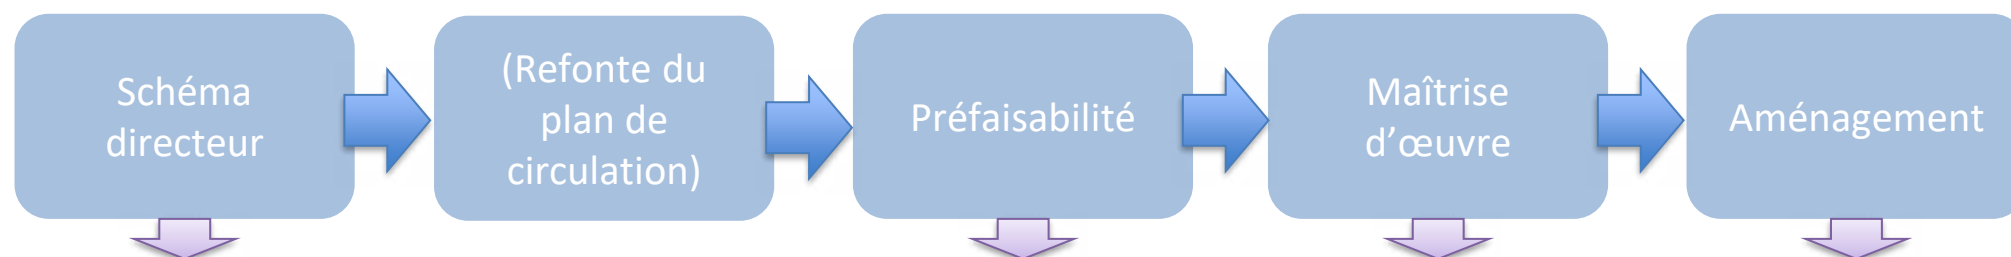 Schéma
directeur
(Refonte du
plan de
circulation)
Préfaisabilité
Maîtrise
d’œuvre
Aménagement